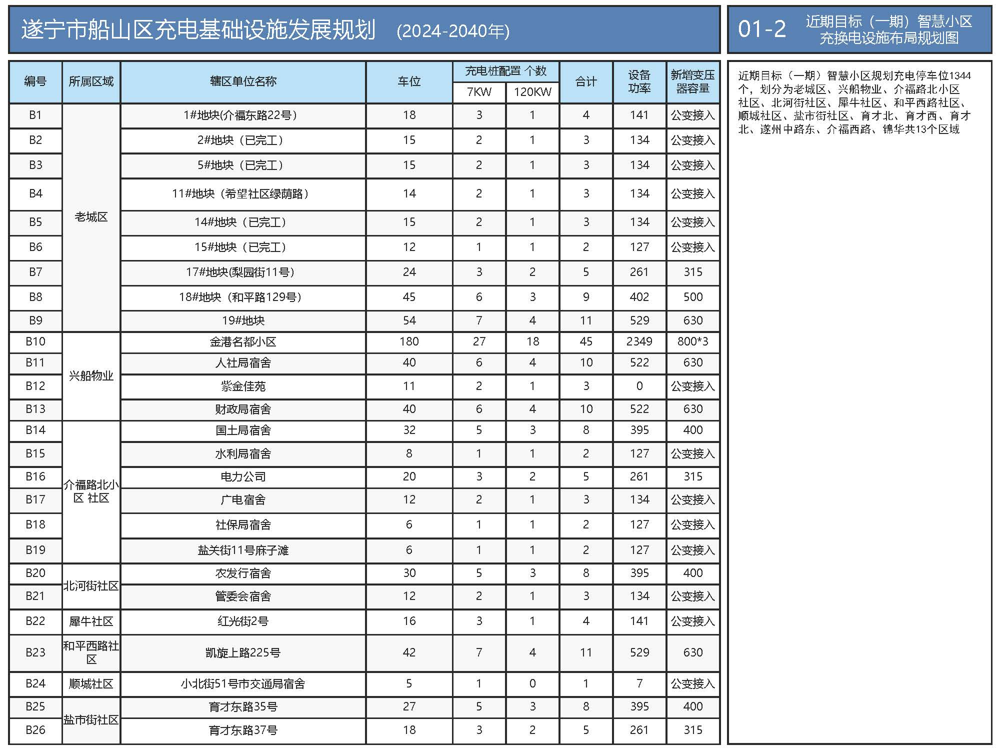 遂宁市船山区充电基础设施发展规划 (2024-2040年)
01-2 近期目标（一期）智慧小区
充换电设施布局规划图
编号 所属区域 辖区单位名称 车位 充电桩配置 个数 合计 设备功率 新增变压器容量
7KW 120KW
B1 老城区 1#地块(介福东路22号） 18 3 1 4 141 公变接入
B2 2#地块（已完工） 15 2 1 3 134 公变接入
B3 5#地块（已完工） 15 2 1 3 134 公变接入
B4 11#地块（希望社区绿荫路） 14 2 1 3 134 公变接入
B5 14#地块（已完工） 15 2 1 3 134 公变接入
B6 15#地块（已完工） 12 1 1 2 127 公变接入
B7 17#地块(梨园街11号） 24 3 2 5 261 315
B8 18#地块（和平路129号） 45 6 3 9 402 500
B9 19#地块 54 7 4 11 529 630
B10 兴船物业 金港名都小区 180 27 18 45 2349 800*3
B11 人社局宿舍 40 6 4 10 522 630
B12 紫金佳苑 11 2 1 3 0 公变接入
B13 财政局宿舍 40 6 4 10 522 630
B14 介福路北小区 社区 国土局宿舍 32 5 3 8 395 400
B15 水利局宿舍 8 1 1 2 127 公变接入
B16 电力公司 20 3 2 5 261 315
B17 广电宿舍 12 2 1 3 134 公变接入
B18 社保局宿舍 6 1 1 2 127 公变接入
B19 盐关街11号麻子滩 6 1 1 2 127 公变接入
B20 北河街社区 农发行宿舍 30 5 3 8 395 400
B21 管委会宿舍 12 2 1 3 134 公变接入
B22 犀牛社区 红光街2号 16 3 1 4 141 公变接入
B23 和平西路社区 凯旋上路225号 42 7 4 11 529 630
B24 顺城社区 小北街51号市交通局宿舍 5 1 0 1 7 公变接入
B25 盐市街社区 育才东路35号 27 5 3 8 395 400
B26 育才东路37号 18 3 2 5 261 315
近期目标（一期）智慧小区规划充电停车位1344
个，划分为老城区、兴船物业、介福路北小区
社区、北河街社区、犀牛社区、和平西路社区、
顺城社区、盐市街社区、育才北、育才西、育才
北、遂州中路东、介福西路、锦华共13个区域